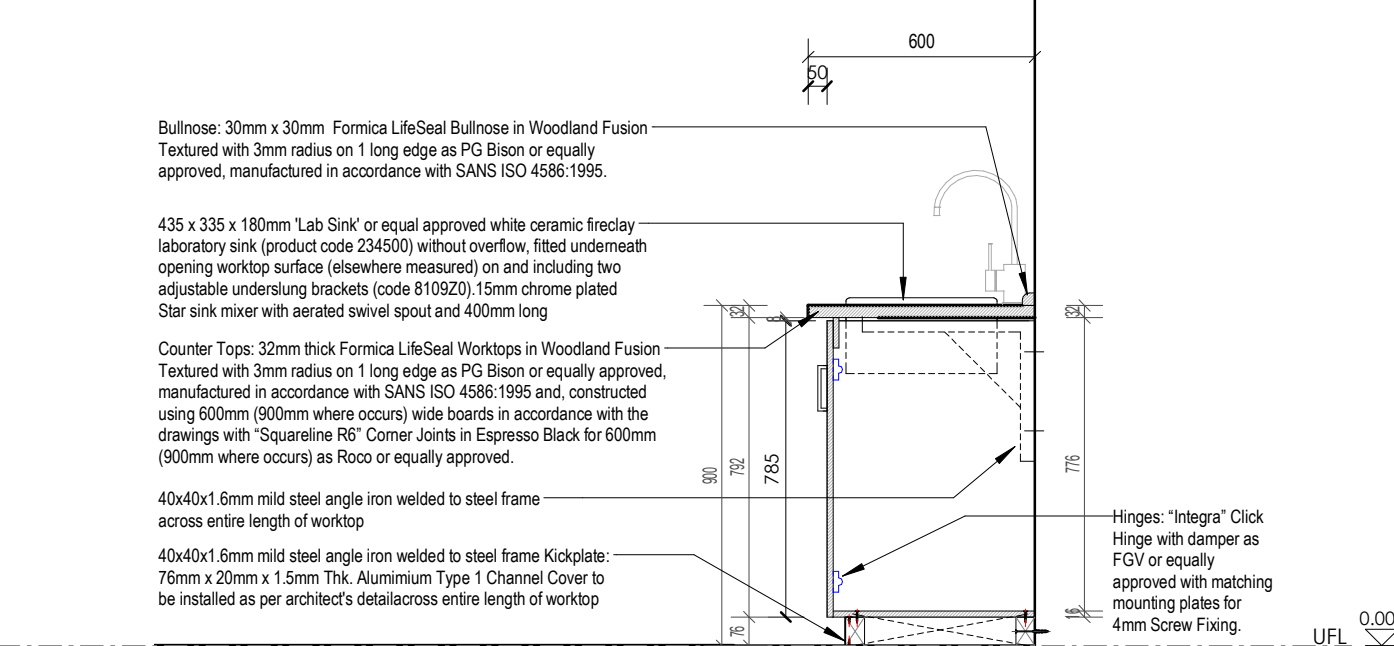 600
50
Bullnose: 30mm x 30mm Formica LifeSeal Bullnose in Woodland Fusion
Textured with 3mm radius on 1 long edge as PG Bison or equally
approved, manufactured in accordance with SANS ISO 4586:1995.
435 x 335 x 180mm 'Lab Sink' or equal approved white ceramic fireclay
laboratory sink (product code 234500) without overflow, fitted underneath
opening worktop surface (elsewhere measured) on and including two
adjustable underslung brackets (code 8109Z0).15mm chrome plated
Star sink mixer with aerated swivel spout and 400mm long
32
32
Counter Tops: 32mm thick Formica LifeSeal Worktops in Woodland Fusion
Textured with 3mm radius on 1 long edge as PG Bison or equally approved,
manufactured in accordance with SANS ISO 4586:1995 and, constructed
using 600mm (900mm where occurs) wide boards in accordance with the
drawings with “Squareline R6” Corner Joints in Espresso Black for 600mm
(900mm where occurs) as Roco or equally approved.
900
792
785
776
40x40x1.6mm mild steel angle iron welded to steel frame
across entire length of worktop
40x40x1.6mm mild steel angle iron welded to steel frame Kickplate:
76mm x 20mm x 1.5mm Thk. Alumimium Type 1 Channel Cover to
be installed as per architect's detailacross entire length of worktop
Hinges: “Integra” Click
Hinge with damper as
FGV or equally
approved with matching
mounting plates for
4mm Screw Fixing.
76
16
UFL
0.00